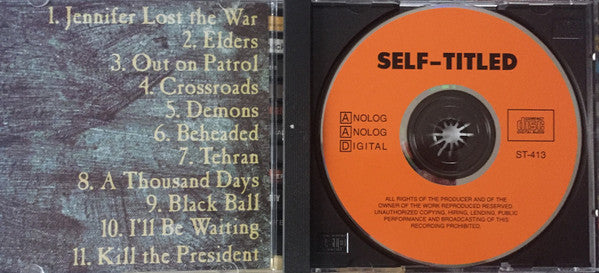 1. Jennifer Lost the War
2. Elders
3. Out on Patrol
4. Crossroads
5. Demons
6. Beheaded
7. Tehran
8. A Thousand Days
9. Black Ball
10. I'll Be Waiting
11. Kill the President
SELF-TITLED
ANOLOG
ANOLOG
DIGITAL
ST-413
ALL RIGHTS OF THE PRODUCER AND OF THE
OWNER OF THE WORK REPRODUCED RESERVED.
UNAUTHORIZED COPYING, HIRING, LENDING, PUBLIC
PERFORMANCE AND BROADCASTING OF THIS
RECORDING PROHIBITED.